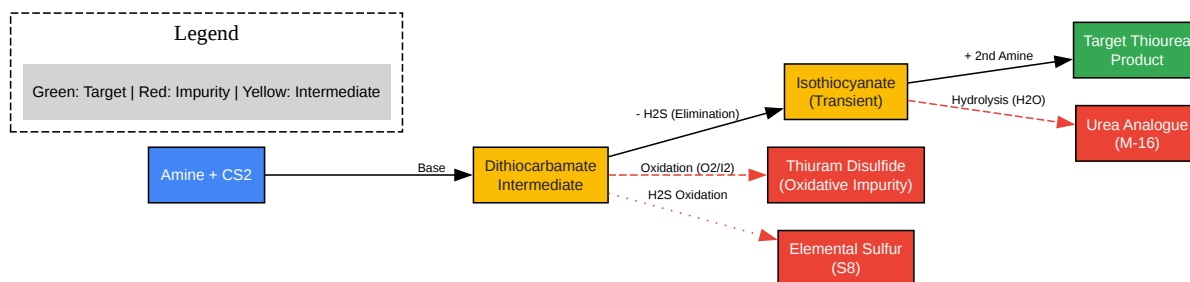 Legend
Green: Target | Red: Impurity | Yellow: Intermediate
Amine + CS2
Base
Dithiocarbamate
Intermediate
- H2S (Elimination)
Oxidation (O2/I2)
H2S Oxidation
Isothiocyanate
(Transient)
Thiuram Disulfide
(Oxidative Impurity)
Elemental Sulfur
(S8)
+ 2nd Amine
Hydrolysis (H2O)
Target Thiourea
Product
Urea Analogue
(M-16)